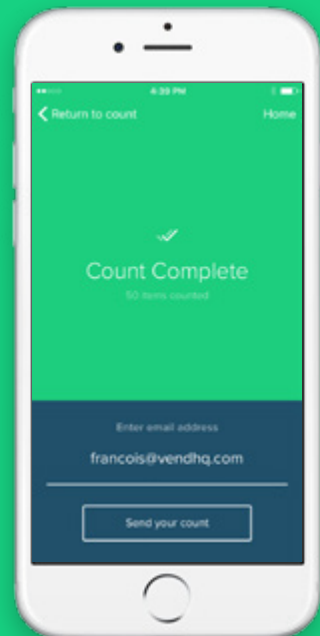 4:39 PM
Return to count
Home
Count Complete
50 items counted
Enter email address
francois@vendhq.com
Send your count